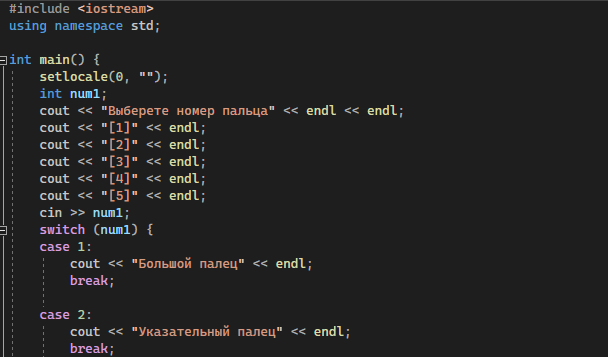 #include <iostream>
using namespace std;
int main() {
setlocale(0, "");
int num1;
cout << "Выберете номер пальца" << endl << endl;
cout << "[1]" << endl;
cout << "[2]" << endl;
cout << "[3]" << endl;
cout << "[4]" << endl;
cout << "[5]" << endl;
cin >> num1;
switch (num1) {
case 1:
cout << "Большой палец" << endl;
break;
case 2:
cout << "Указательный палец" << endl;
break;